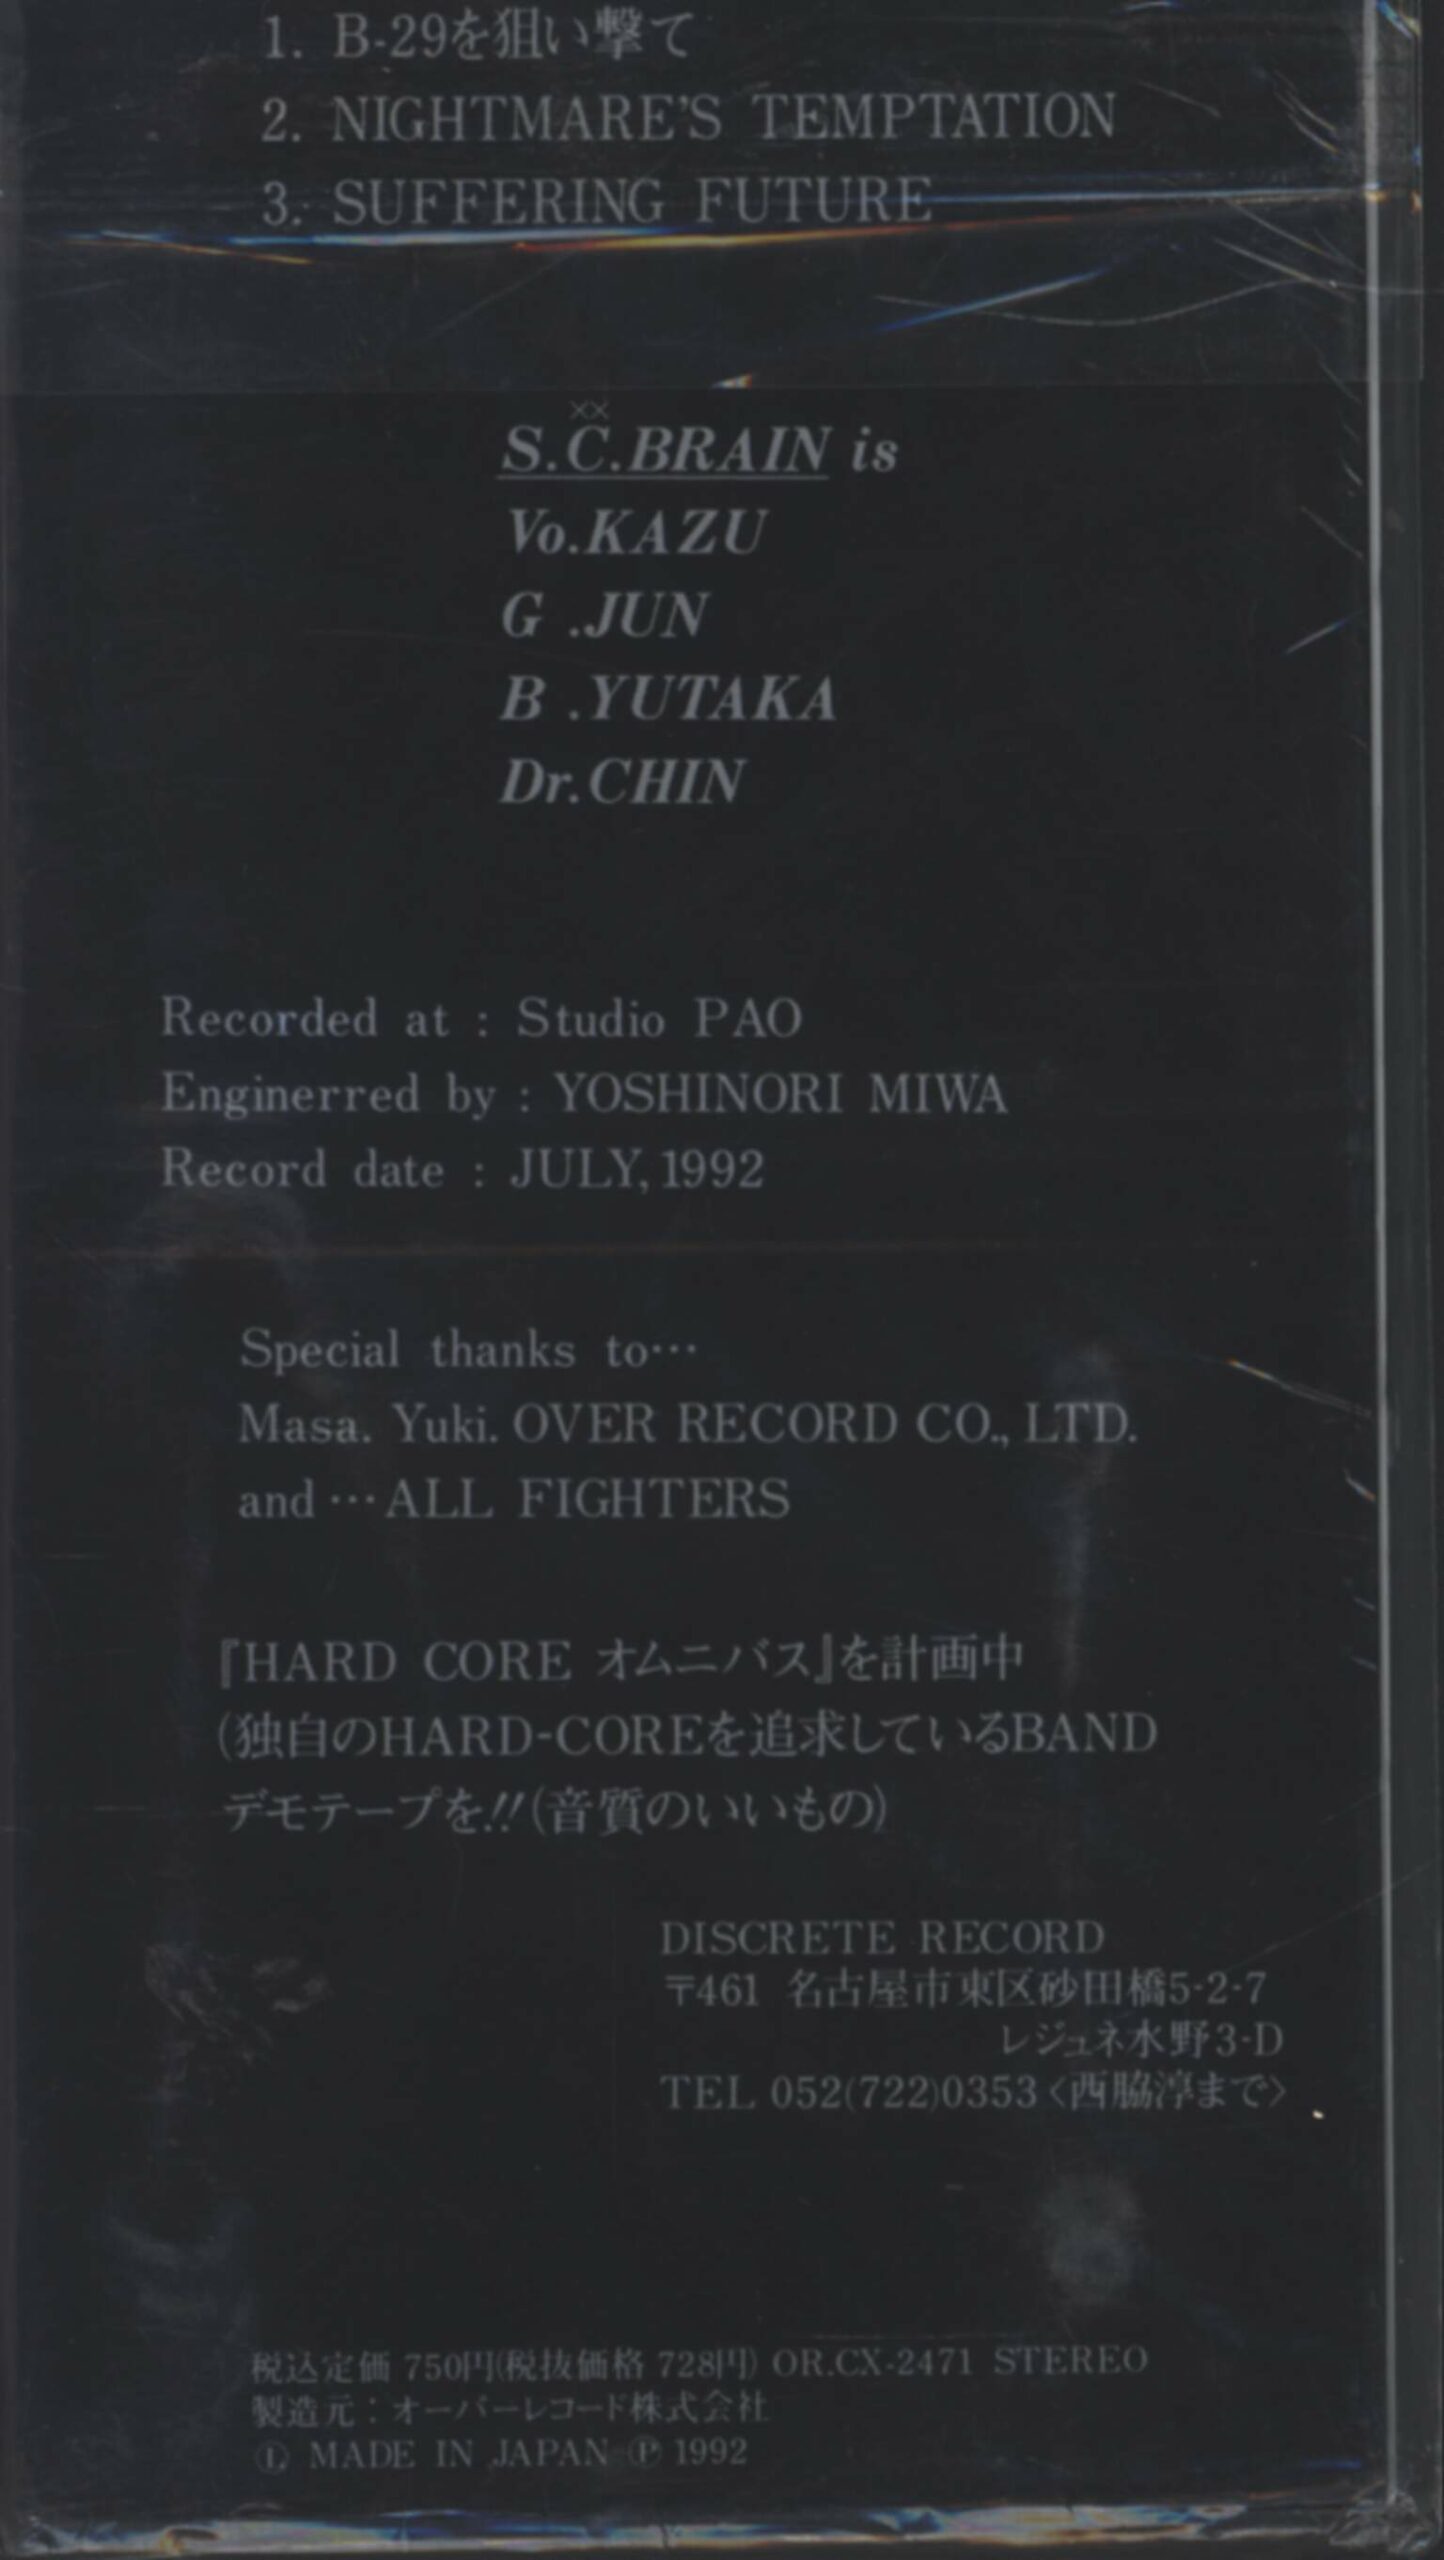 1. B-29を狙い撃て
2. NIGHTMARE'S TEMPTATION
3. SUFFERING FUTURE
××
S.C.BRAIN is
Vo.KAZU
G .JUN
B .YUTAKA
Dr.CHIN
Recorded at : Studio PAO
Enginerred by : YOSHINORI MIWA
Record date : JULY, 1992
Special thanks to…
Masa. Yuki. OVER RECORD CO., LTD.
and … ALL FIGHTERS
『HARD CORE オムニバス』を計画中
(独自のHARD-COREを追求しているBAND
デモテープを!!(音質のいいもの)
DISCRETE RECORD
〒461 名古屋市東区砂田橋5-2-7
レジュネ水野3-D
TEL 052(722)0353〈西脇淳まで〉
税込定価 750円(税抜価格 728円) OR.CX-2471 STEREO
製造元：オーバーレコード株式会社
Ⓛ MADE IN JAPAN Ⓟ 1992